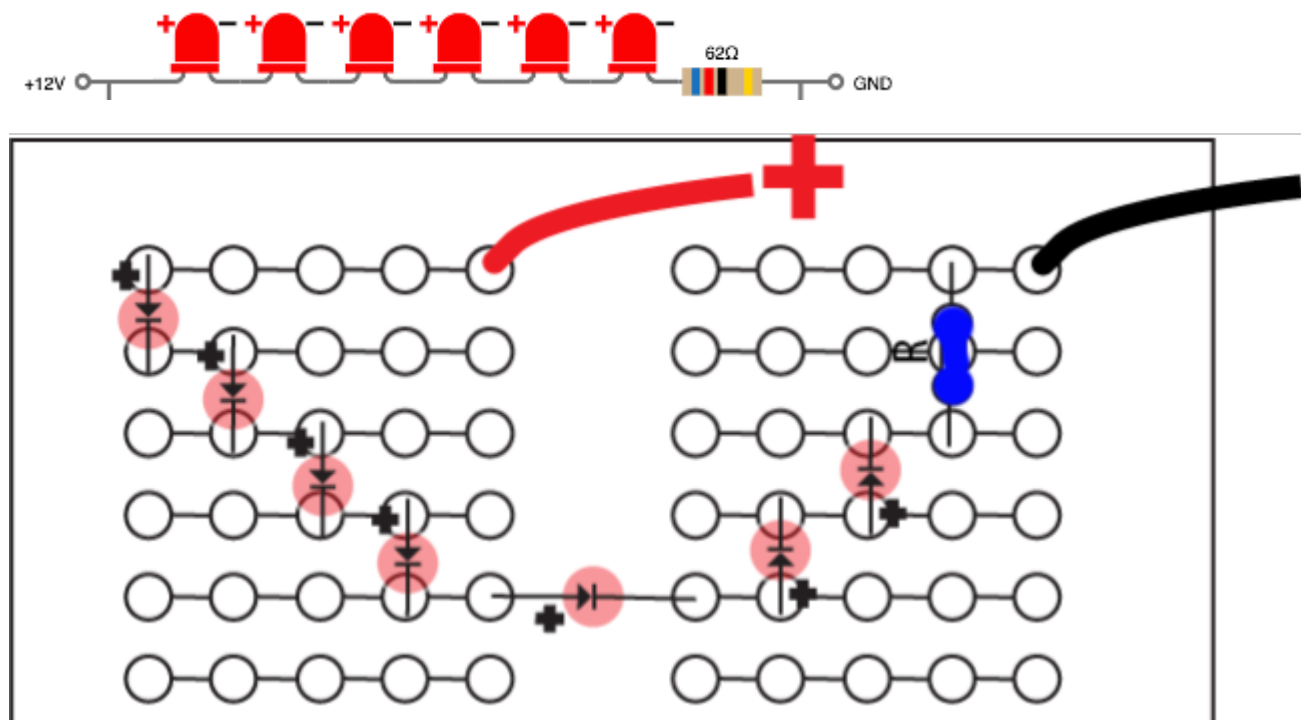 + - + - + - + - + - + -
62Ω
+12V GND
+
R